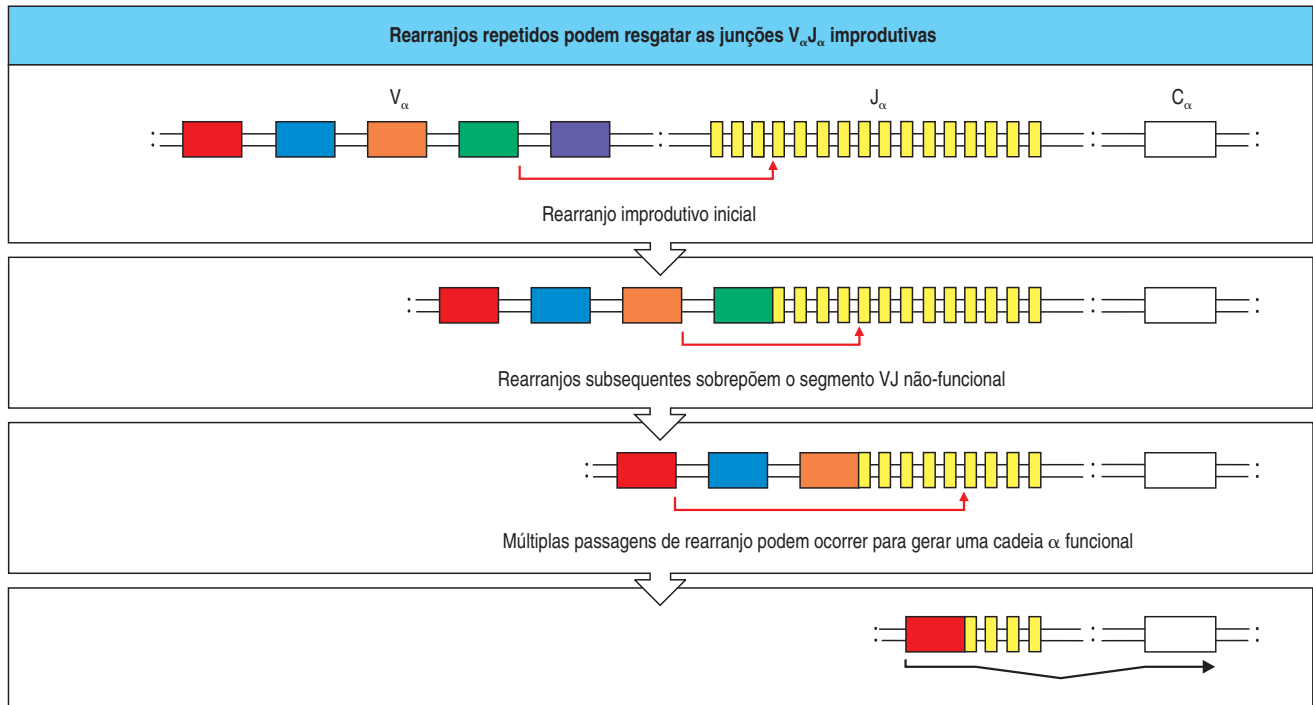 Rearranjos repetidos podem resgatar as junções VαJα improdutivas
Vα Jα Cα
Rearranjo improdutivo inicial
Rearranjos subsequentes sobrepõem o segmento VJ não-funcional
Múltiplas passagens de rearranjo podem ocorrer para gerar uma cadeia α funcional